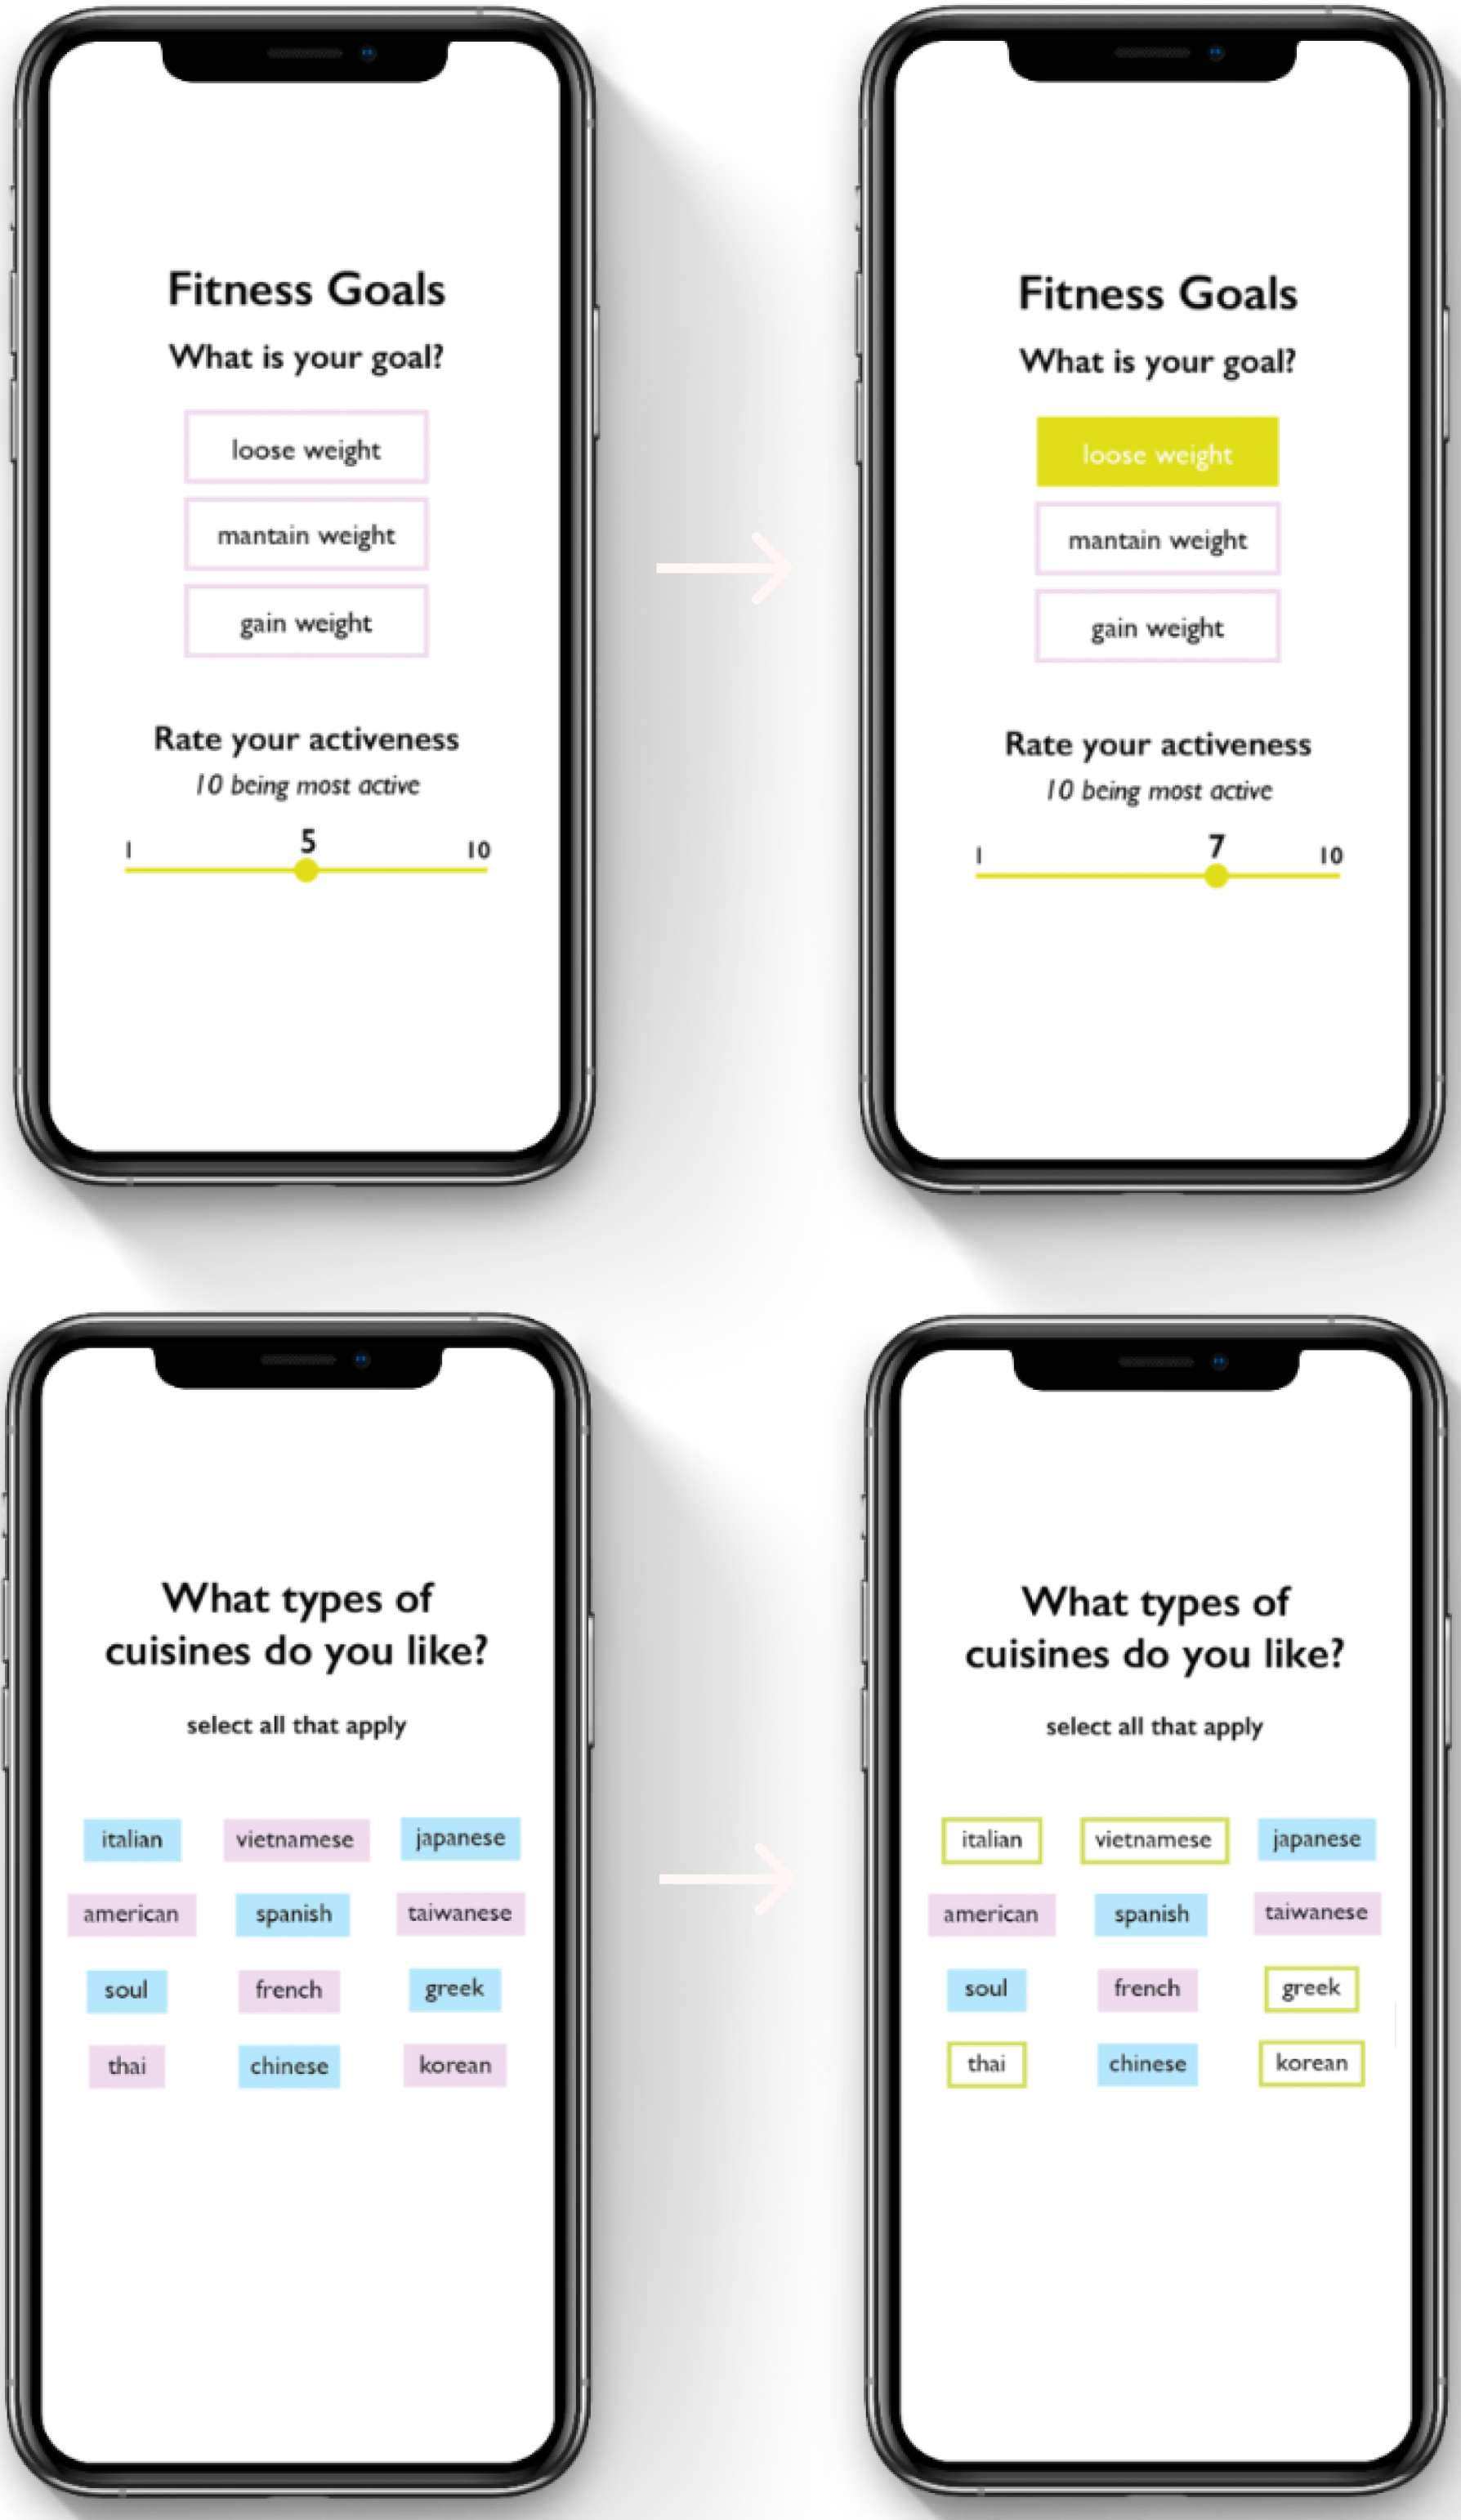 Fitness Goals
What is your goal?
loose weight
mantain weight
gain weight
Rate your activeness
10 being most active
1 5 10
Fitness Goals
What is your goal?
loose weight
mantain weight
gain weight
Rate your activeness
10 being most active
1 7 10
What types of
cuisines do you like?
select all that apply
italian vietnamese japanese
american spanish taiwanese
soul french greek
thai chinese korean
What types of
cuisines do you like?
select all that apply
italian vietnamese japanese
american spanish taiwanese
soul french greek
thai chinese korean